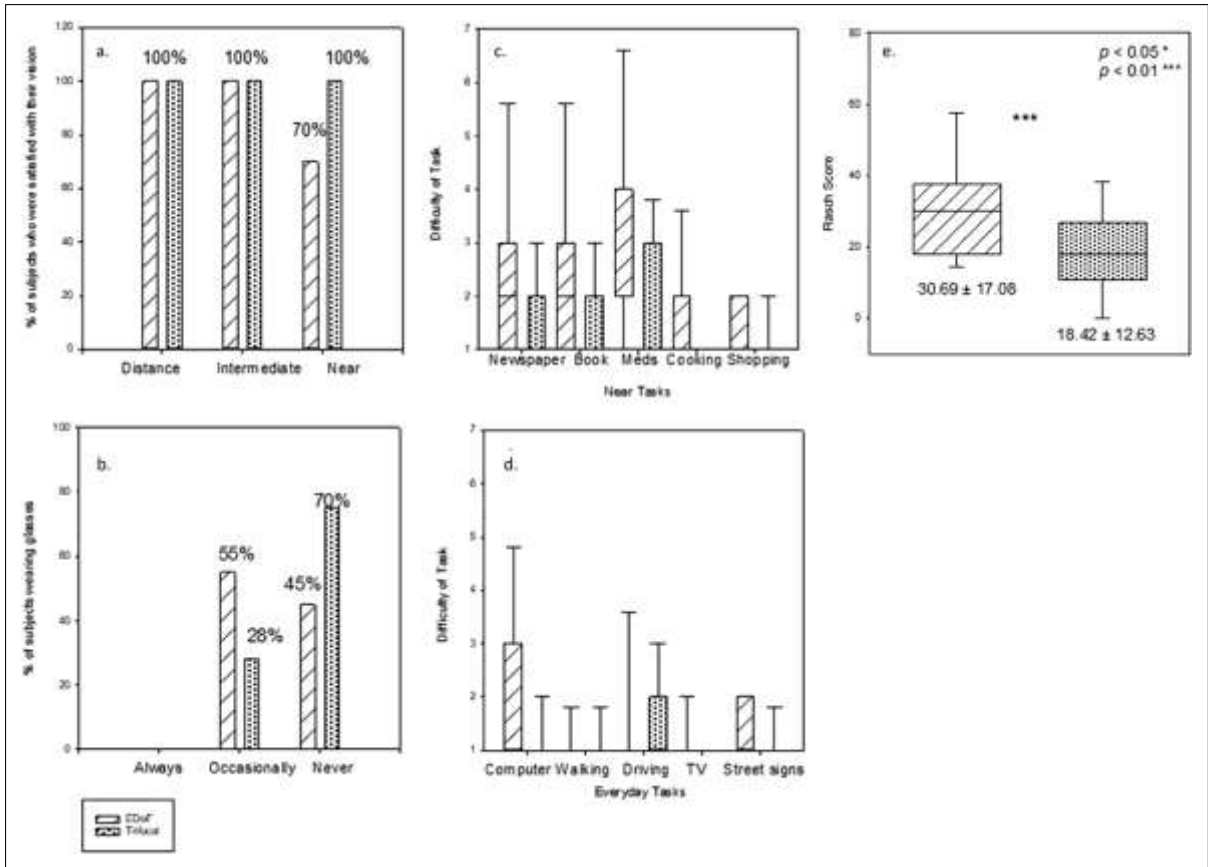 a.
% of subjects who were satisfied with their vision
120
100
80
60
40
20
0
100%
100%
100%
70%
Distance Intermediate Near
c.
Difficulty of Task
7
6
5
4
3
2
1
Newspaper Book Meds Cooking Shopping
Near Tasks
e.
p < 0.05 *
p < 0.01 ***
***
Rasch Score
80
60
40
20
0
30.69 ± 17.08
18.42 ± 12.63
b.
% of subjects wearing glasses
100
80
60
40
20
0
55%
28%
45%
70%
Always Occasionally Never
d.
Difficulty of Task
7
6
5
4
3
2
1
Computer Walking Driving TV Street signs
Everyday Tasks
EDoF
Trifocal